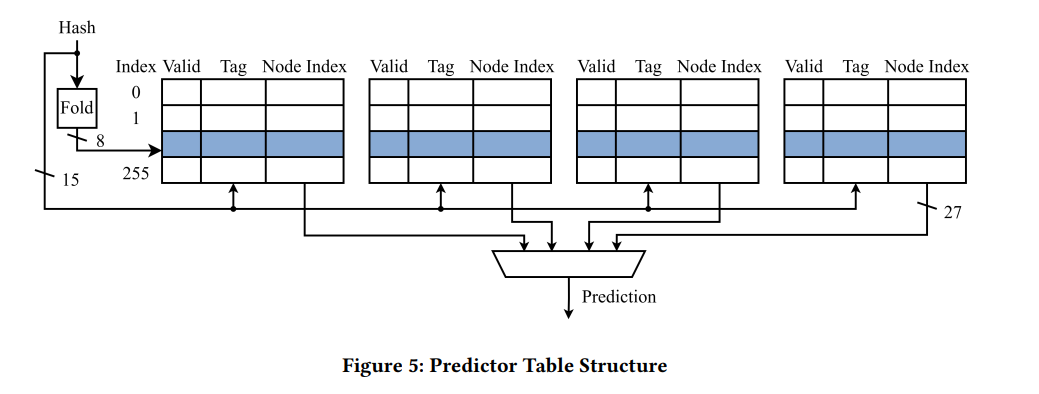 Hash
Index Valid Tag Node Index Valid Tag Node Index Valid Tag Node Index Valid Tag Node Index
0
Fold
1
8
255
15
27
Prediction
Figure 5: Predictor Table Structure